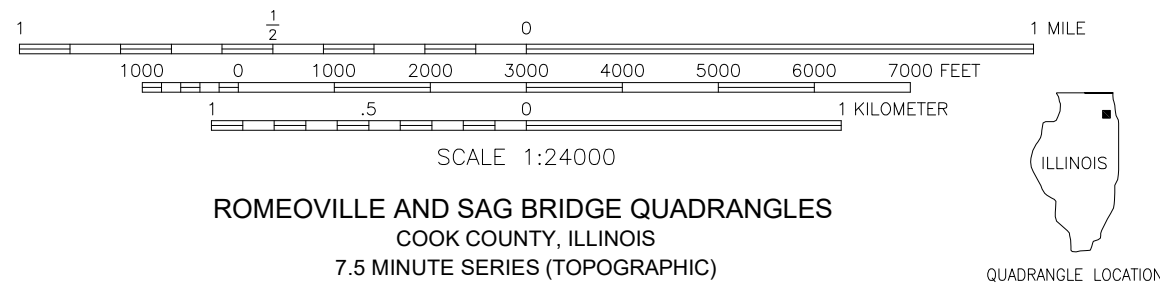 1 1/2 0 1 MILE
1000 0 1000 2000 3000 4000 5000 6000 7000 FEET
1 .5 0 1 KILOMETER
SCALE 1:24000
ROMEOVILLE AND SAG BRIDGE QUADRANGLES
COOK COUNTY, ILLINOIS
7.5 MINUTE SERIES (TOPOGRAPHIC)
ILLINOIS
QUADRANGLE LOCATION